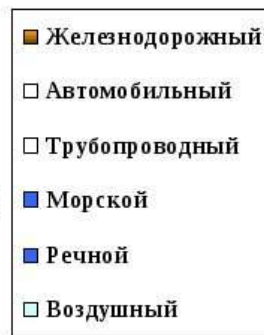 Железнодорожный
Автомобильный
Трубопроводный
Морской
Речной
Воздушный